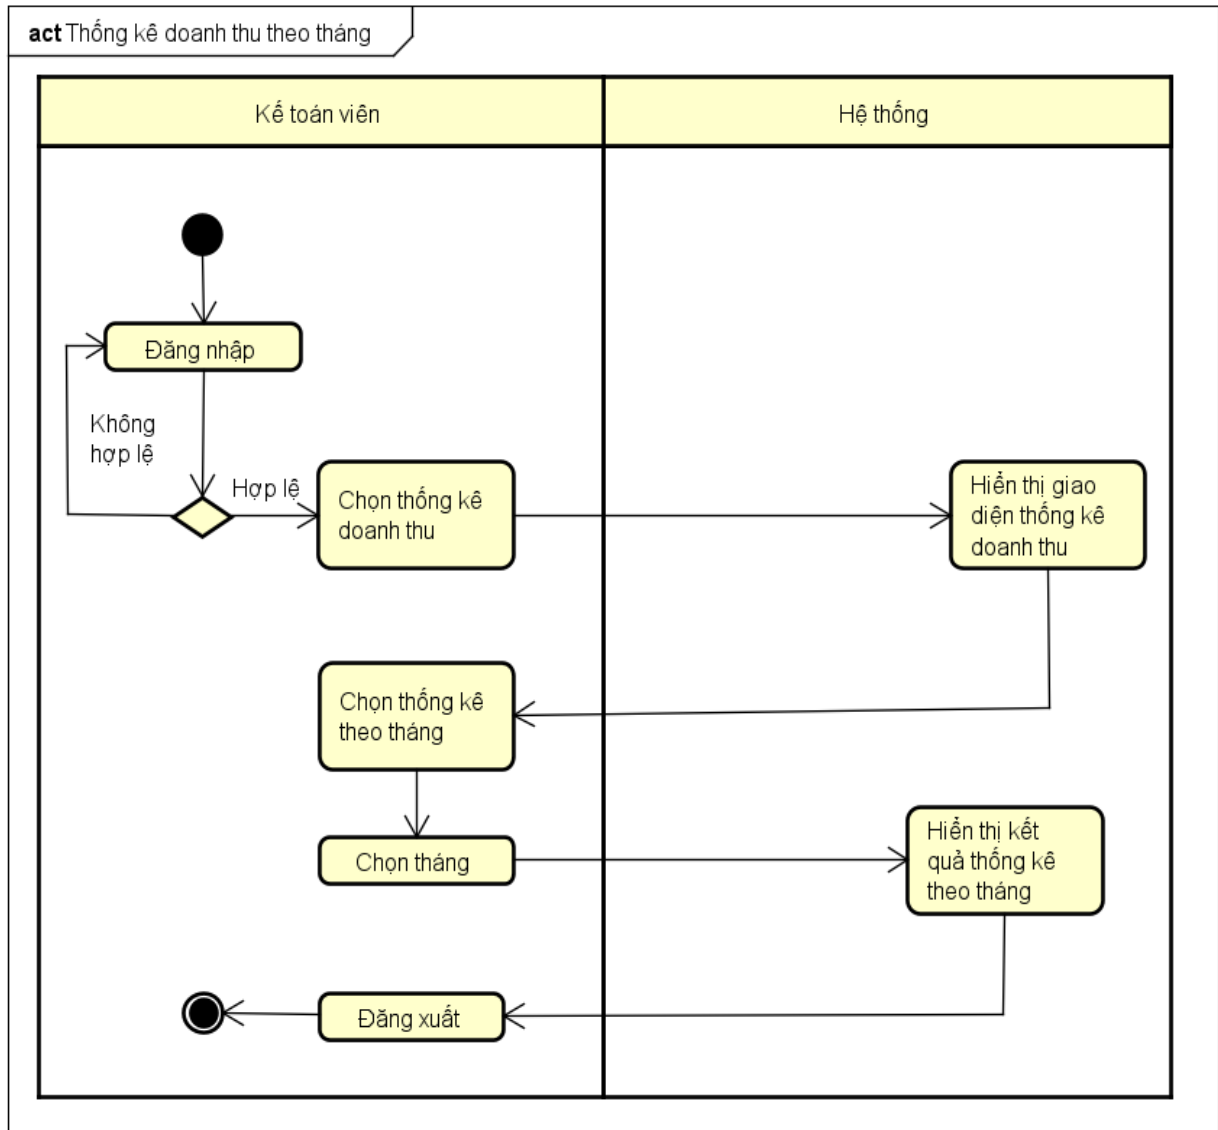 act Thống kê doanh thu theo tháng
Kế toán viên
Hệ thống
Đăng nhập
Không
hợp lệ
Hợp lệ
Chọn thống kê
doanh thu
Hiển thị giao
diện thống kê
doanh thu
Chọn thống kê
theo tháng
Chọn tháng
Hiển thị kết
quả thống kê
theo tháng
Đăng xuất